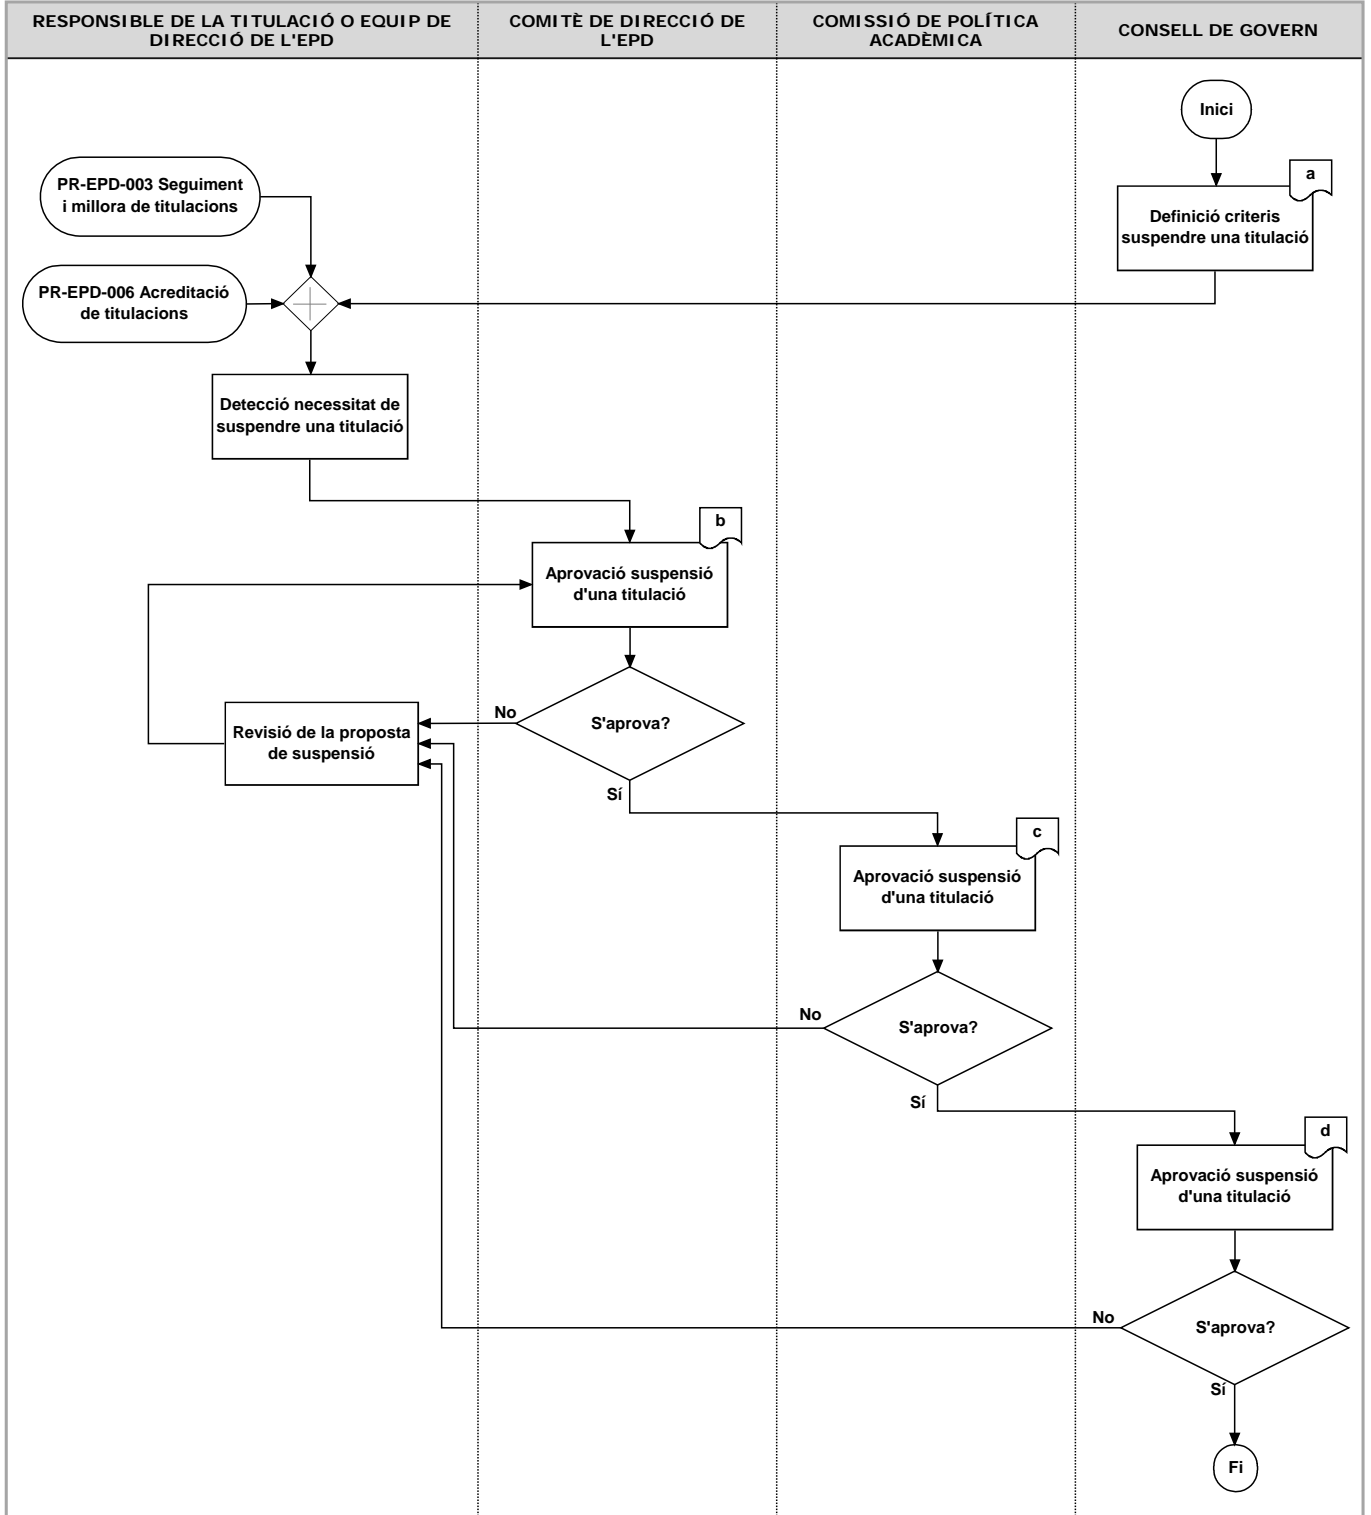 RESPONSIBLE DE LA TITULACIÓ O EQUIP DE
DIRECCIÓ DE L'EPD
COMITÈ DE DIRECCIÓ DE
L'EPD
COMISSIÓ DE POLÍTICA
ACADÈMICA
CONSELL DE GOVERN
Inici
a
PR-EPD-003 Seguiment
i millora de titulacions
Definició criteris
suspendre una titulació
PR-EPD-006 Acreditació
de titulacions
Detecció necessitat de
suspendre una titulació
b
Aprovació suspensió
d'una titulació
No
S'aprova?
Revisió de la proposta
de suspensió
Sí
c
Aprovació suspensió
d'una titulació
No
S'aprova?
Sí
d
Aprovació suspensió
d'una titulació
No
S'aprova?
Sí
Fi